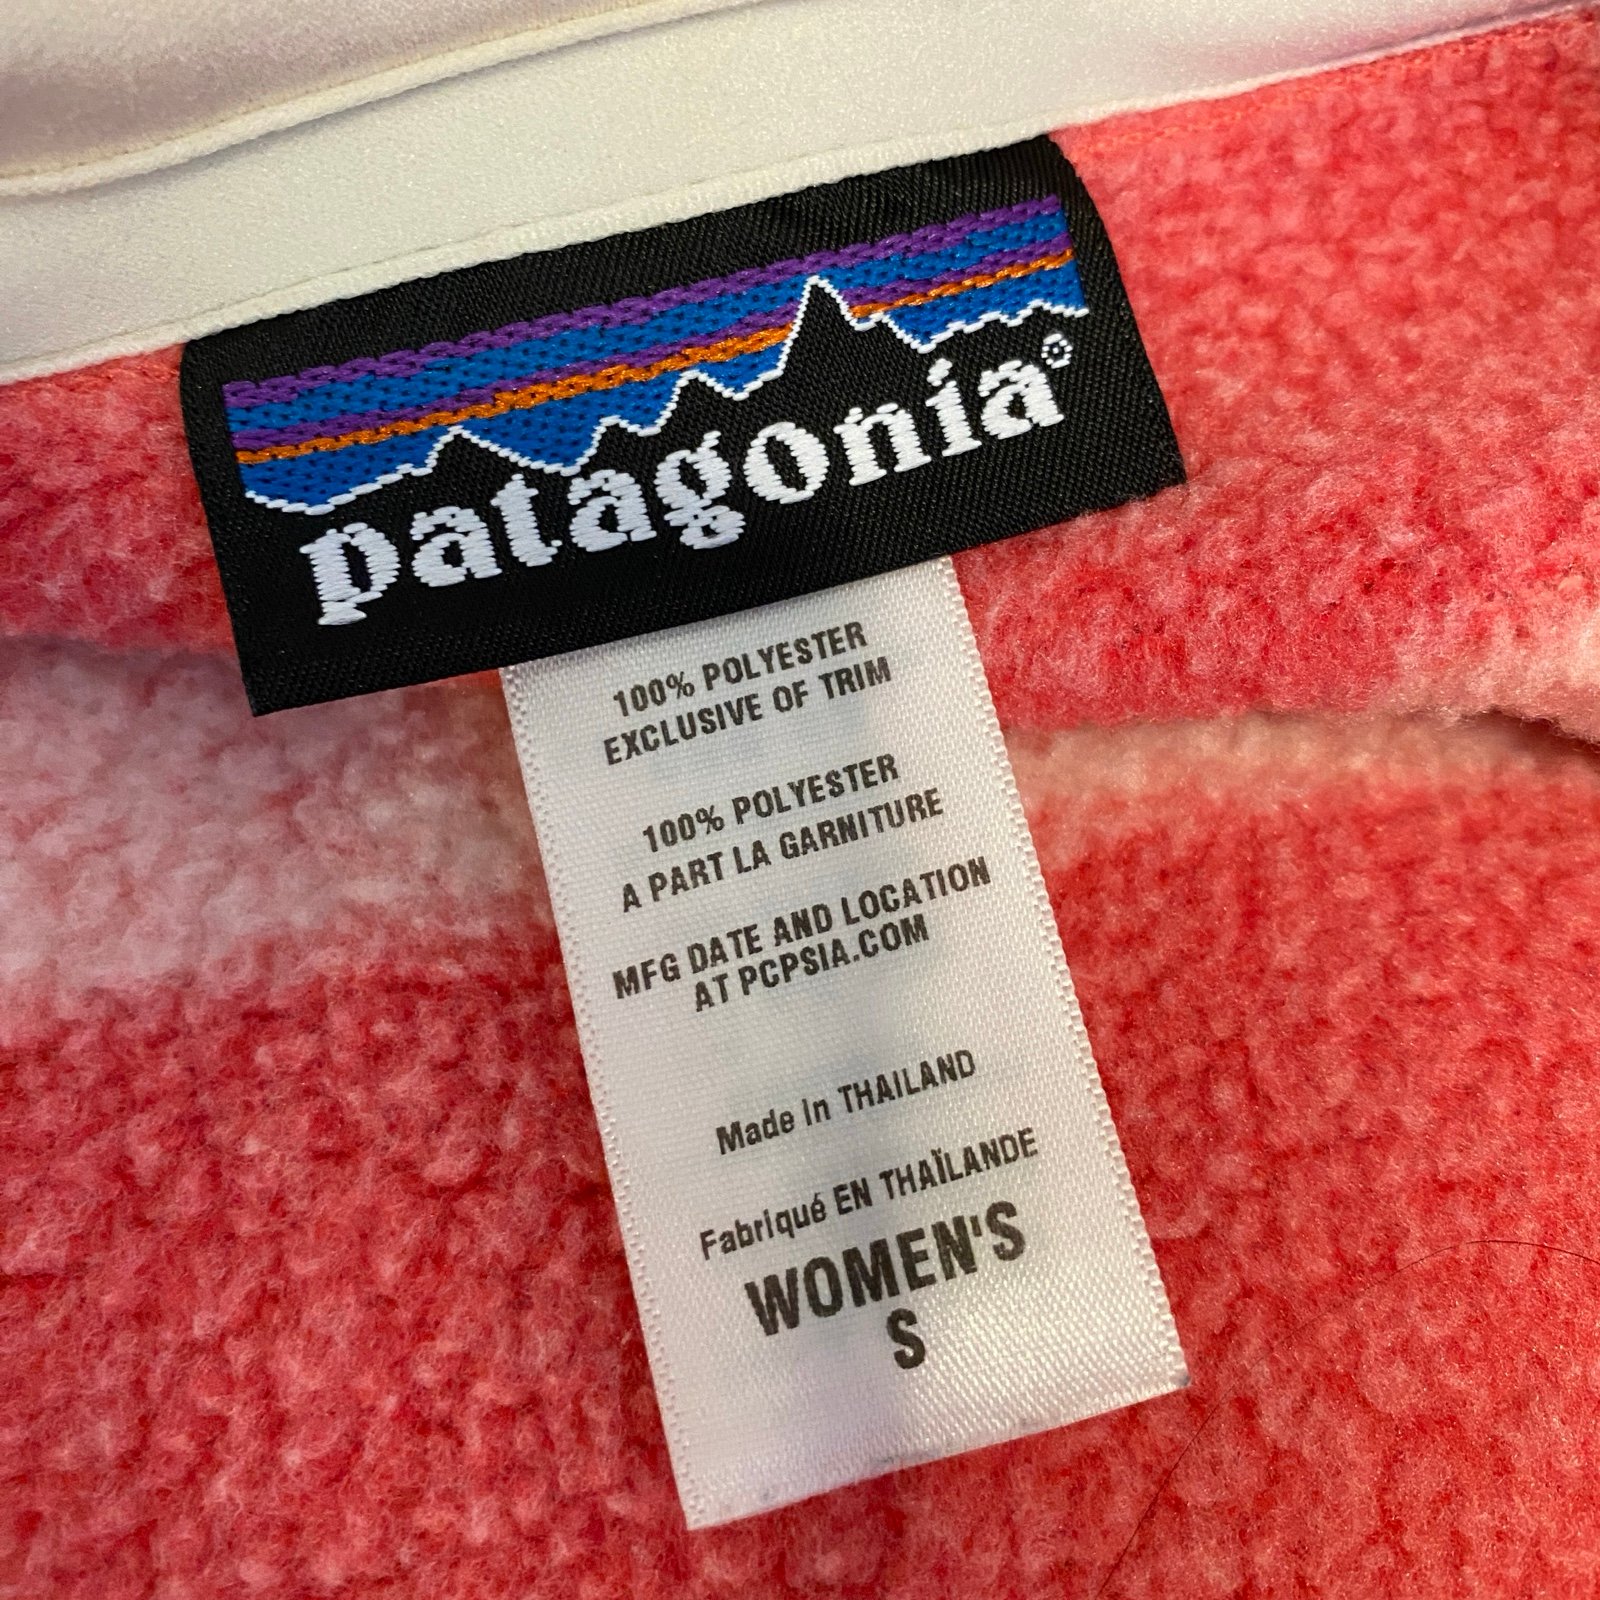 patagonia®
100% POLYESTER
EXCLUSIVE OF TRIM
100% POLYESTER
A PART LA GARNITURE
MFG DATE AND LOCATION
AT PCPSIA.COM
Made in THAILAND
Fabriqué EN THAÏLANDE
WOMEN'S
S